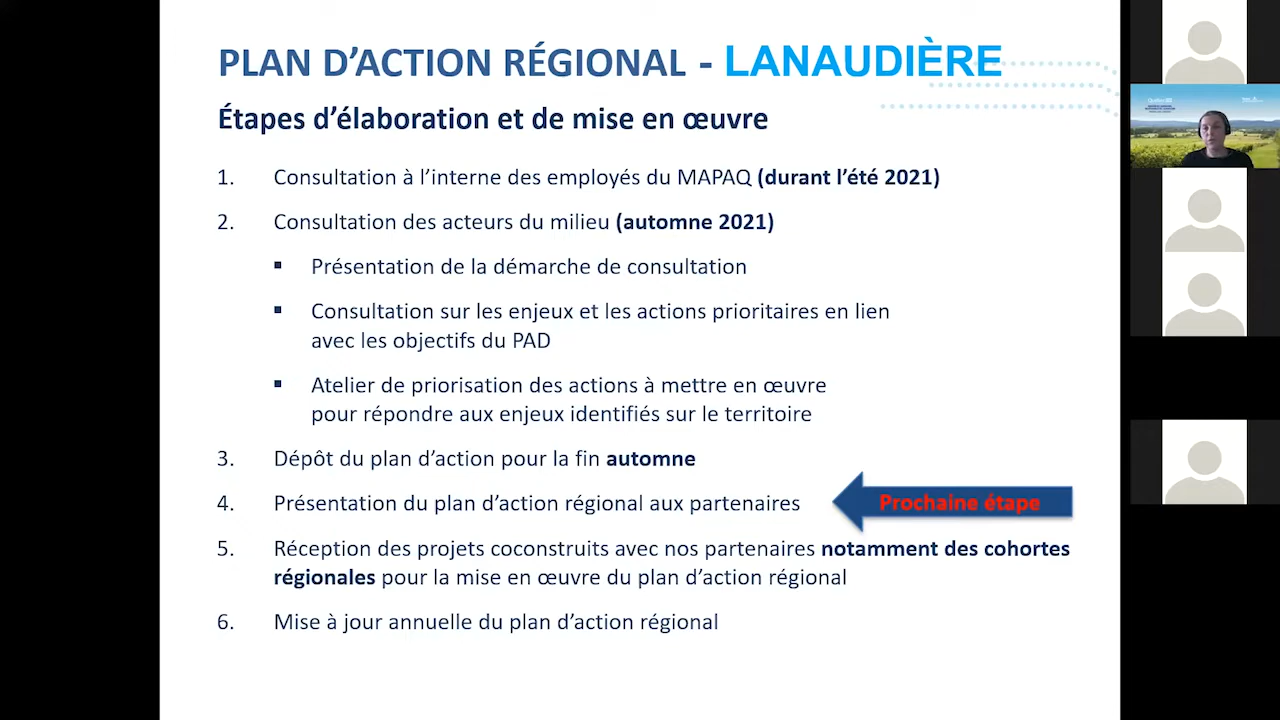 PLAN D’ACTION RÉGIONAL - LANAUDIÈRE
Étapes d’élaboration et de mise en œuvre
1. Consultation à l’interne des employés du MAPAQ (durant l’été 2021)
2. Consultation des acteurs du milieu (automne 2021)
▪ Présentation de la démarche de consultation
▪ Consultation sur les enjeux et les actions prioritaires en lien
avec les objectifs du PAD
▪ Atelier de priorisation des actions à mettre en œuvre
pour répondre aux enjeux identifiés sur le territoire
3. Dépôt du plan d’action pour la fin automne
4. Présentation du plan d’action régional aux partenaires
Prochaine étape
5. Réception des projets coconstruits avec nos partenaires notamment des cohortes
régionales pour la mise en œuvre du plan d’action régional
6. Mise à jour annuelle du plan d’action régional